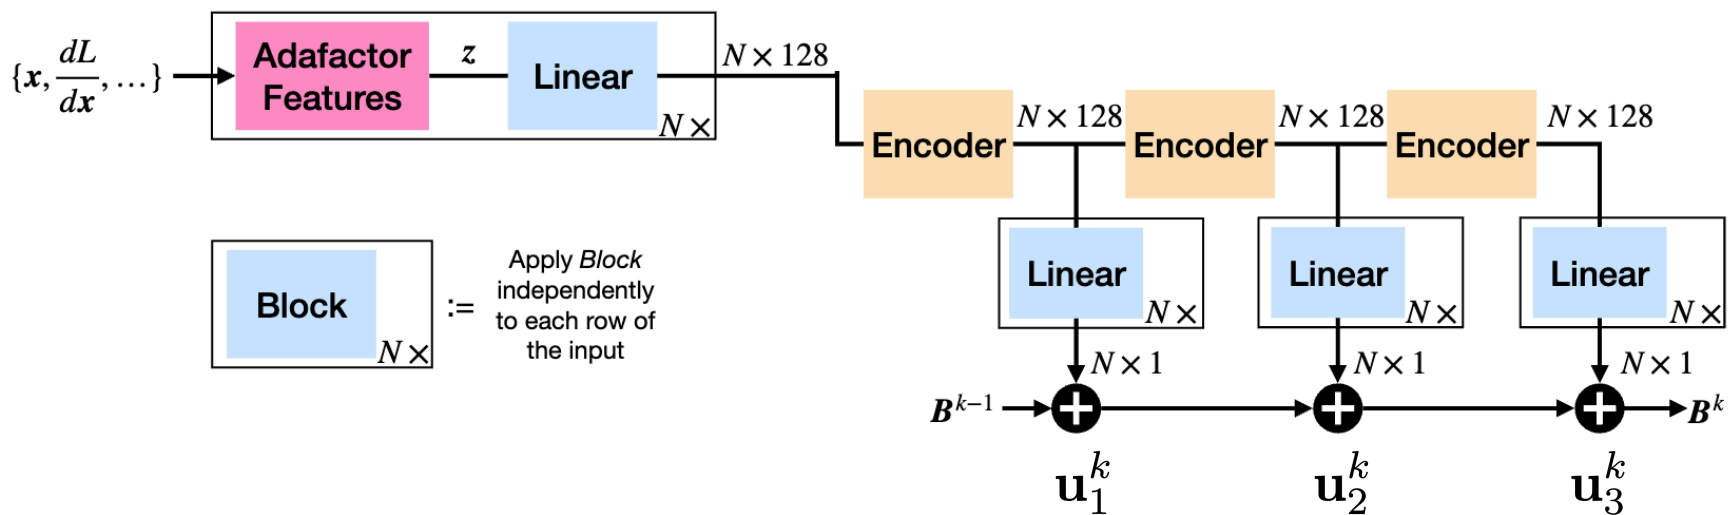 {x, dL/dx, …}
Adafactor
Features
z
Linear
N ×
N × 128
Encoder
N × 128
Encoder
N × 128
Encoder
N × 128
Block
N ×
:=
Apply Block
independently
to each row of
the input
Linear
N ×
Linear
N ×
Linear
N ×
N × 1
N × 1
N × 1
B^{k−1}
+
+
+
B^k
u_1^k
u_2^k
u_3^k